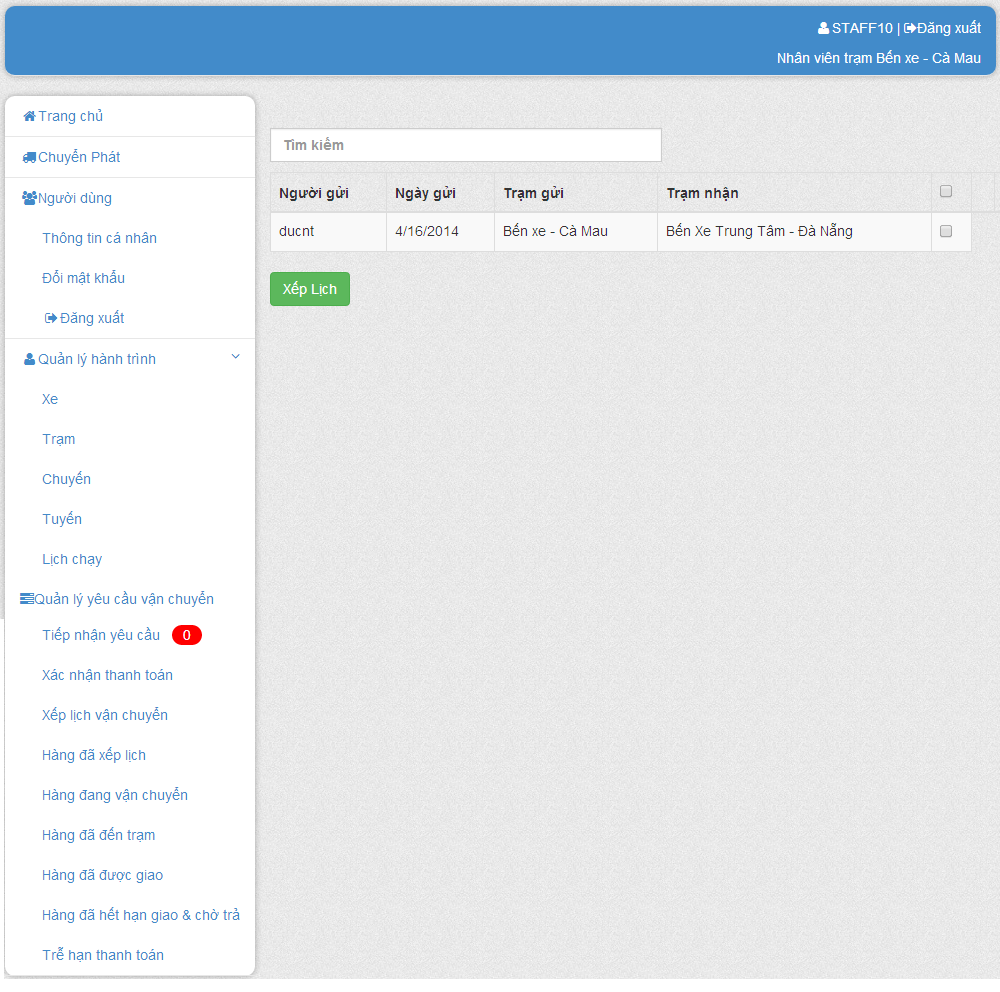 STAFF10 | Đăng xuất
Nhân viên trạm Bến xe - Cà Mau
Trang chủ
Chuyển Phát
Người dùng
Thông tin cá nhân
Đổi mật khẩu
Đăng xuất
Quản lý hành trình
Xe
Trạm
Chuyến
Tuyến
Lịch chạy
Quản lý yêu cầu vận chuyển
Tiếp nhận yêu cầu 0
Xác nhận thanh toán
Xếp lịch vận chuyển
Hàng đã xếp lịch
Hàng đang vận chuyển
Hàng đã đến trạm
Hàng đã được giao
Hàng đã hết hạn giao & chờ trả
Trễ hạn thanh toán
Tìm kiếm
Người gửi Ngày gửi Trạm gửi Trạm nhận
ducnt 4/16/2014 Bến xe - Cà Mau Bến Xe Trung Tâm - Đà Nẵng
Xếp Lịch